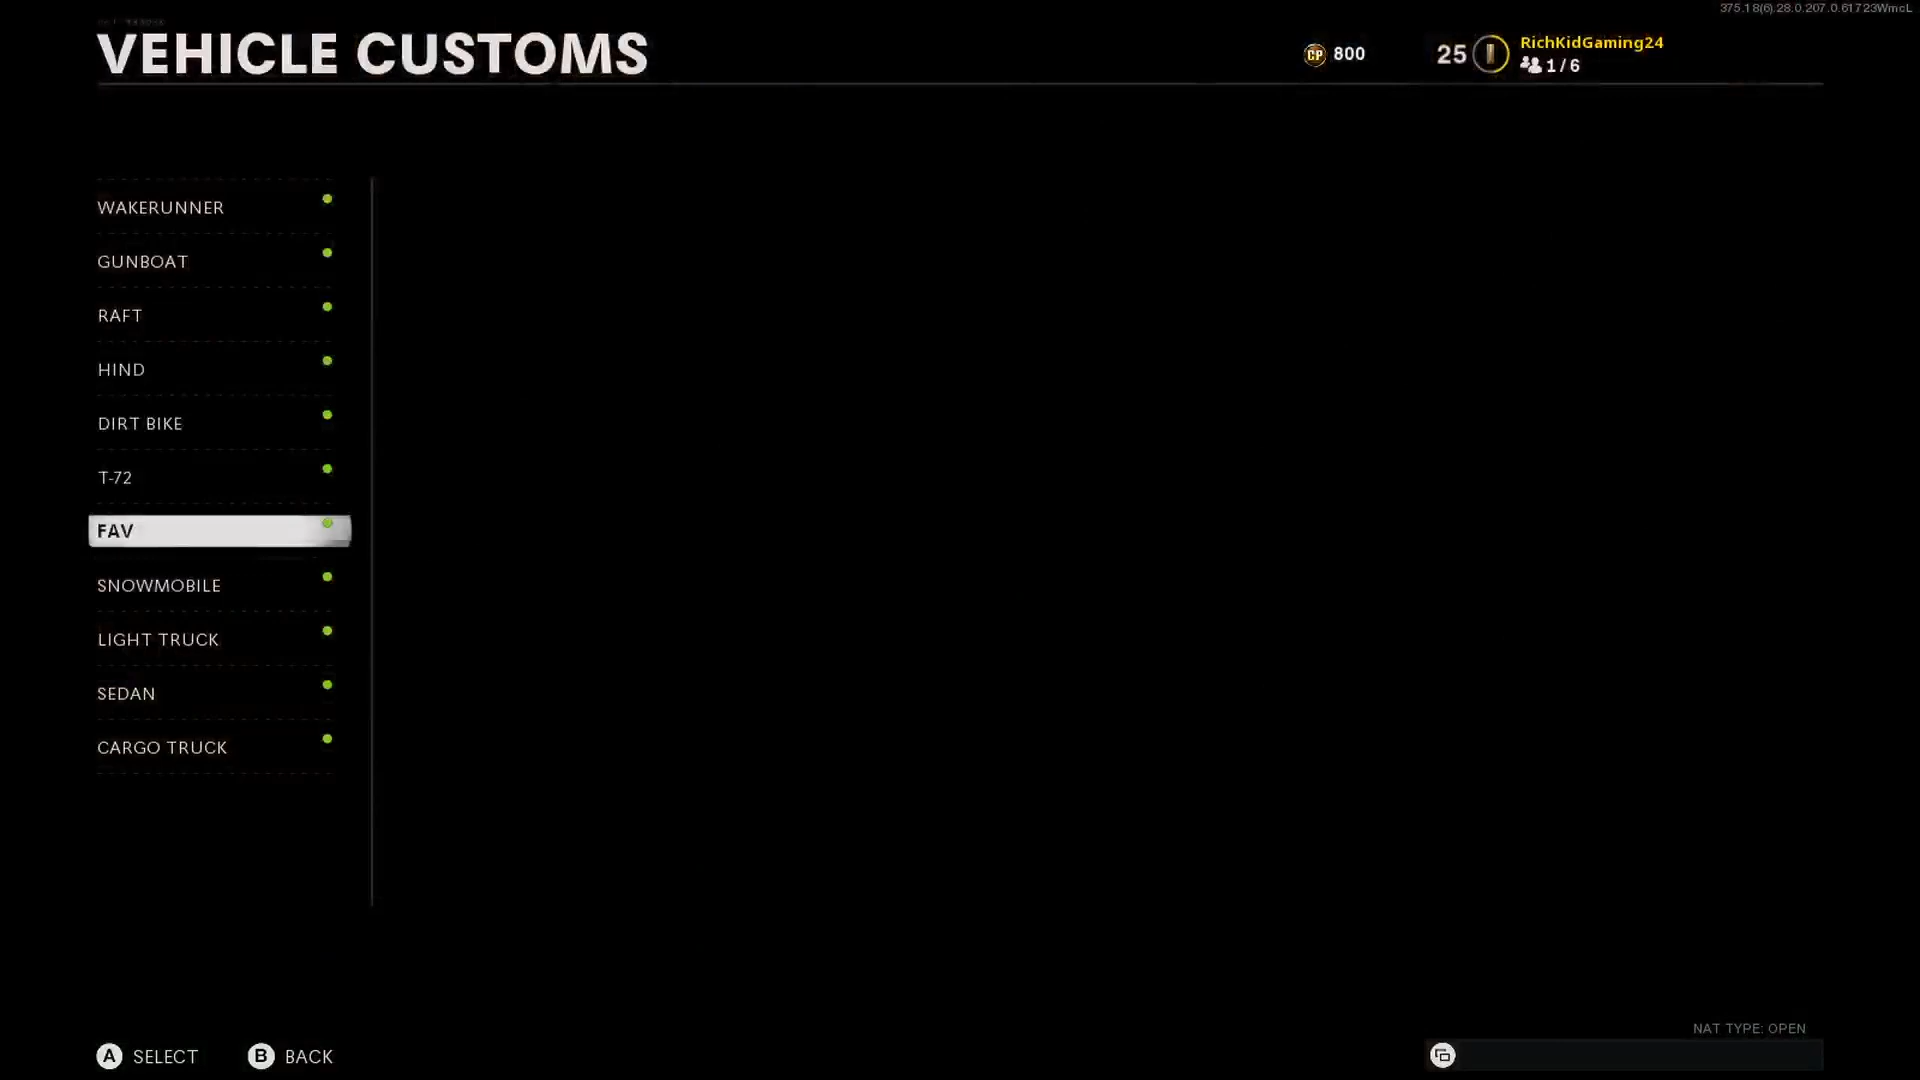 375.18(6).28.0.207.0.61723WmcL
VEHICLE CUSTOMS
CP 800
25
RichKidGaming24
1/6
WAKERUNNER
GUNBOAT
RAFT
HIND
DIRT BIKE
T-72
FAV
SNOWMOBILE
LIGHT TRUCK
SEDAN
CARGO TRUCK
NAT TYPE: OPEN
A SELECT
B BACK